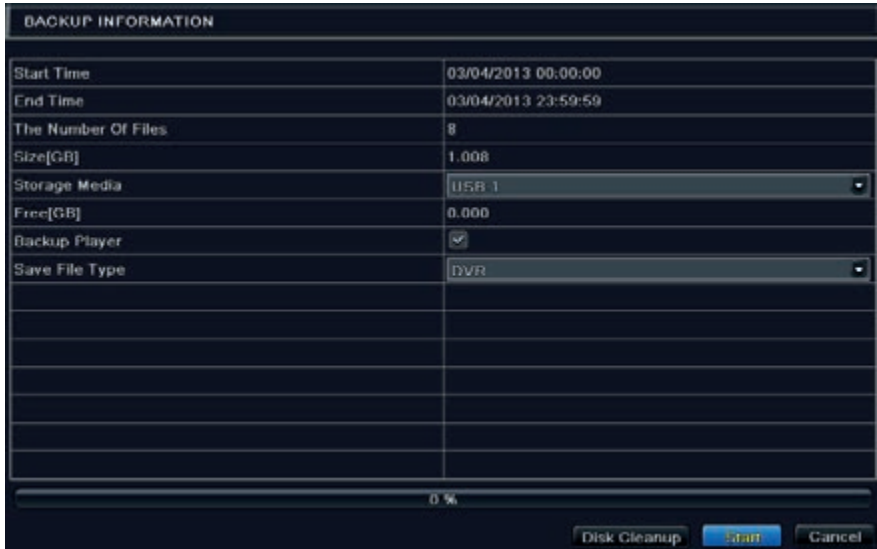 BACKUP INFORMATION
Start Time 03/04/2013 00:00:00
End Time 03/04/2013 23:59:59
The Number Of Files 8
Size[GB] 1.008
Storage Media USB 1
Free[GB] 0.000
Backup Player
Save File Type DVR
0 %
Disk Cleanup Start Cancel